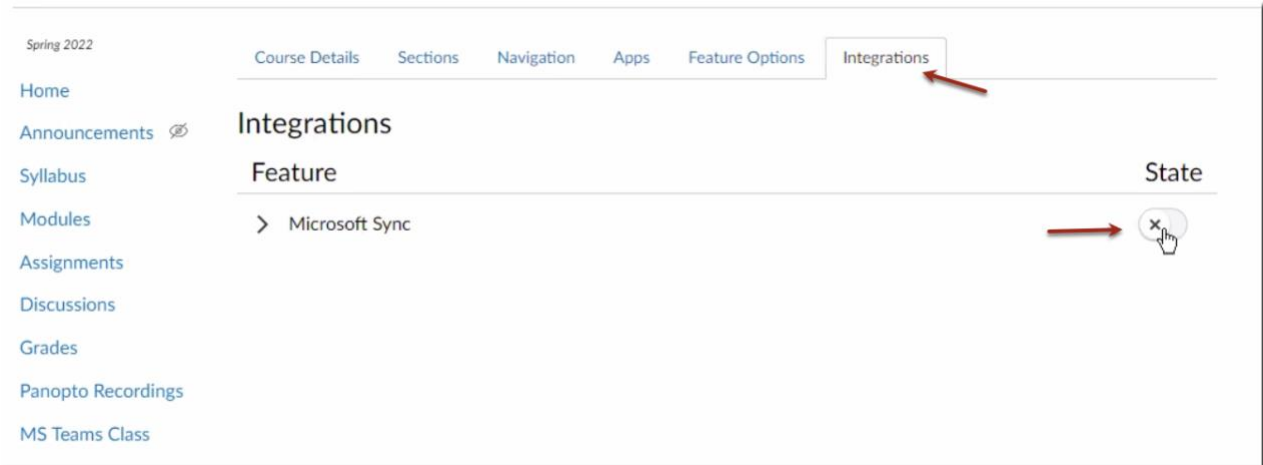 Spring 2022
Home
Announcements
Syllabus
Modules
Assignments
Discussions
Grades
Panopto Recordings
MS Teams Class
Course Details Sections Navigation Apps Feature Options Integrations
Integrations
Feature State
Microsoft Sync